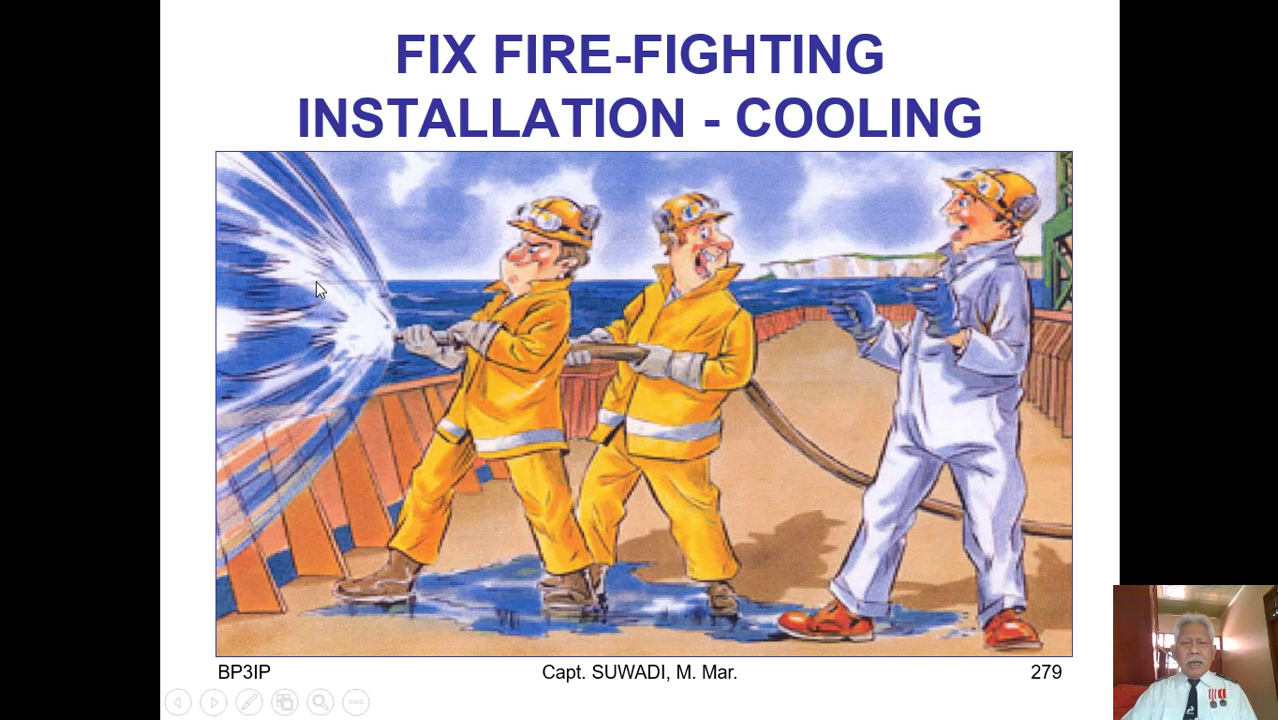 FIX FIRE-FIGHTING
INSTALLATION - COOLING
BP3IP
Capt. SUWADI, M. Mar.
279